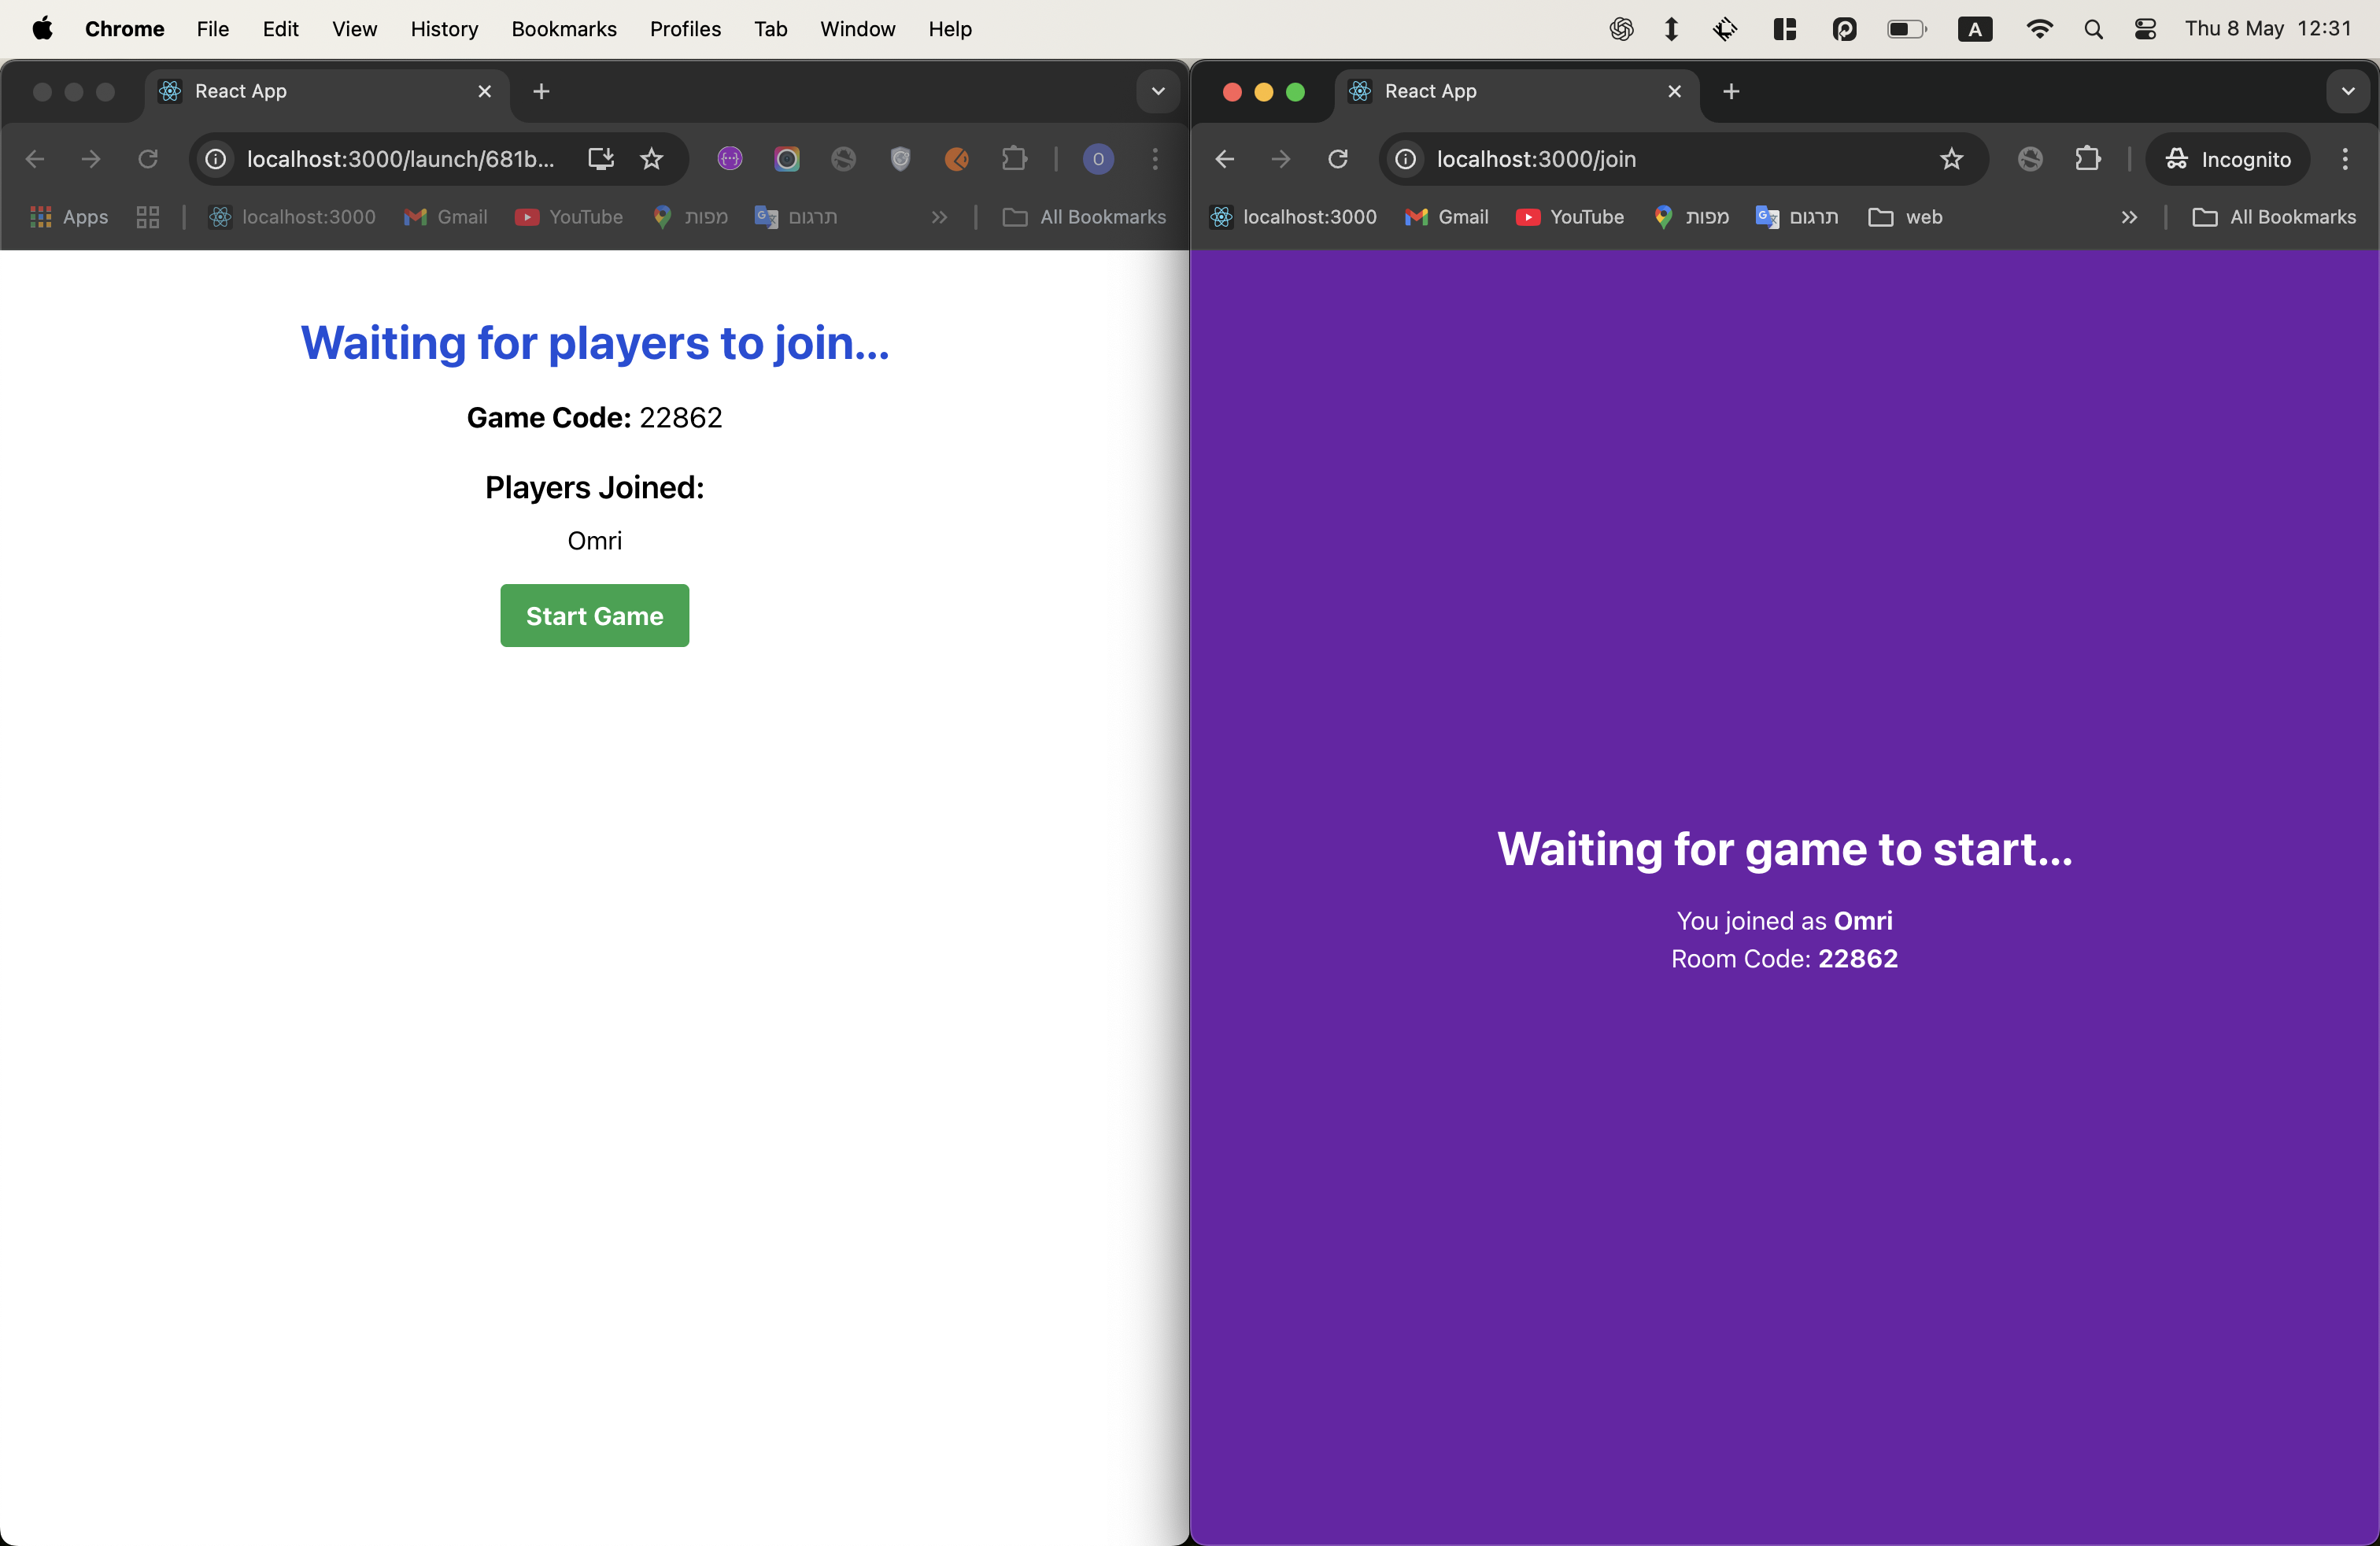 Chrome File Edit View History Bookmarks Profiles Tab Window Help A Thu 8 May 12:31
React App
localhost:3000/launch/681b... O
Apps localhost:3000 Gmail YouTube מפות תרגום All Bookmarks
Waiting for players to join...
Game Code: 22862
Players Joined:
Omri
Start Game
React App
localhost:3000/join Incognito
localhost:3000 Gmail YouTube מפות תרגום web All Bookmarks
Waiting for game to start...
You joined as Omri
Room Code: 22862